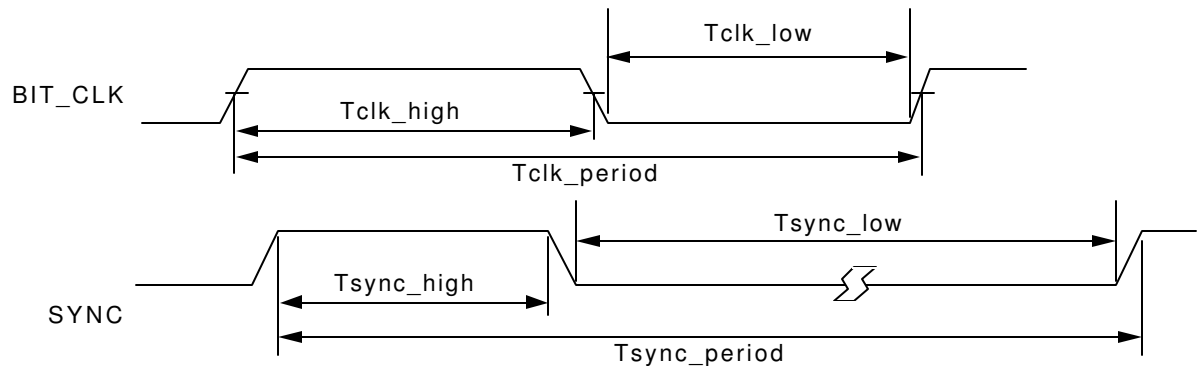 Tclk_low
BIT_CLK
Tclk_high
Tclk_period
Tsync_low
Tsync_high
SYNC
Tsync_period